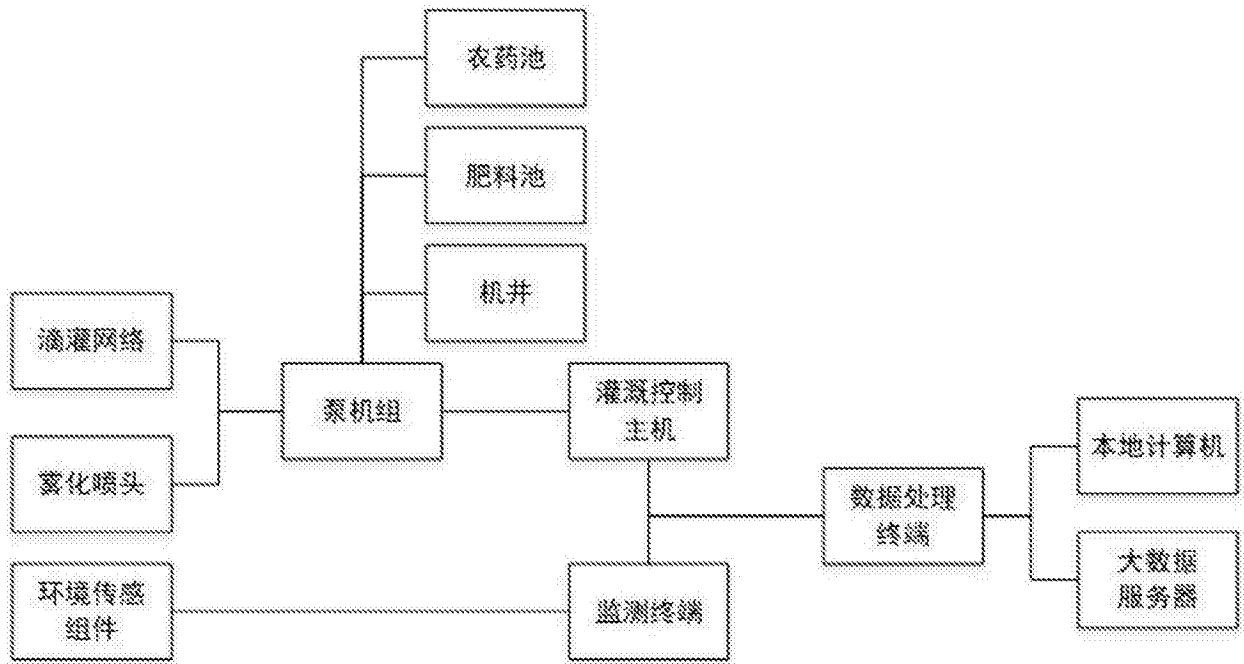 农药池
肥料池
机井
滴灌网络
泵机组
灌溉控制
主机
雾化喷头
本地计算机
数据处理
终端
大数据
服务器
环境传感
组件
监测终端